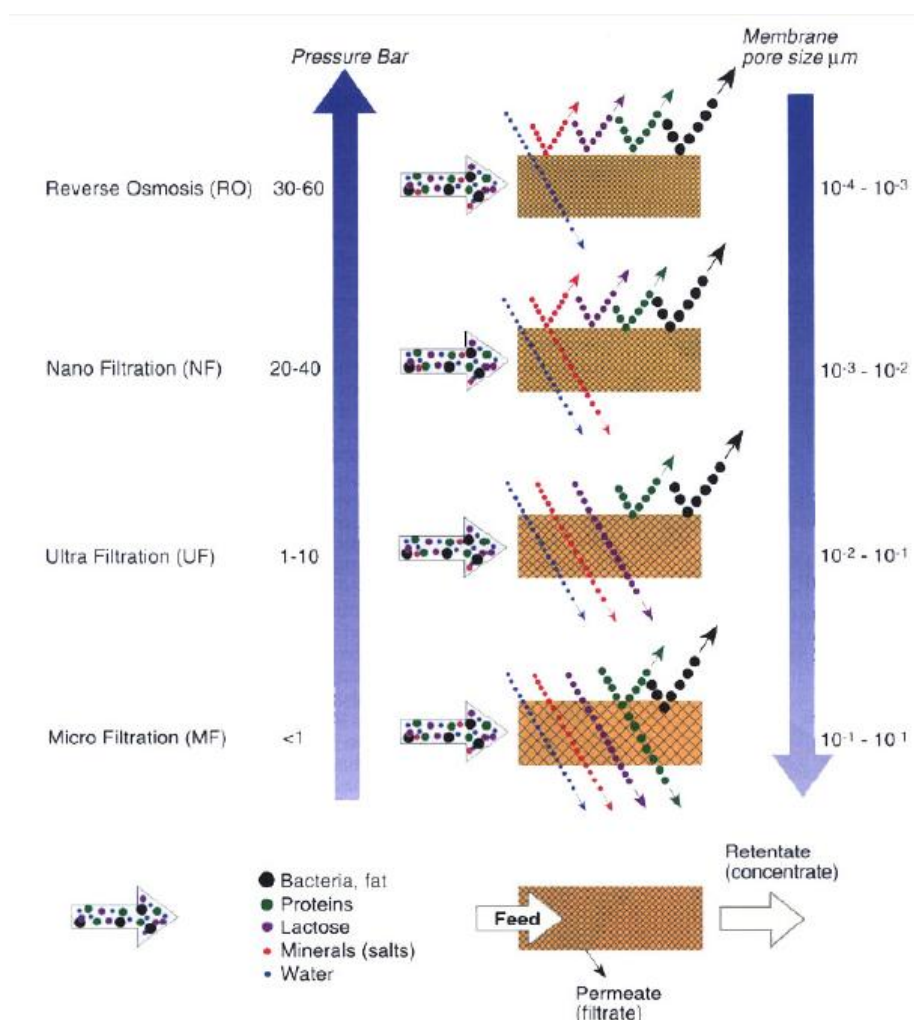 Pressure Bar
Membrane
pore size μm
Reverse Osmosis (RO) 30-60 10-4 - 10-3
Nano Filtration (NF) 20-40 10-3 - 10-2
Ultra Filtration (UF) 1-10 10-2 - 10-1
Micro Filtration (MF) <1 10-1 - 101
Bacteria, fat
Proteins
Lactose
Minerals (salts)
Water
Feed
Permeate
(filtrate)
Retentate
(concentrate)